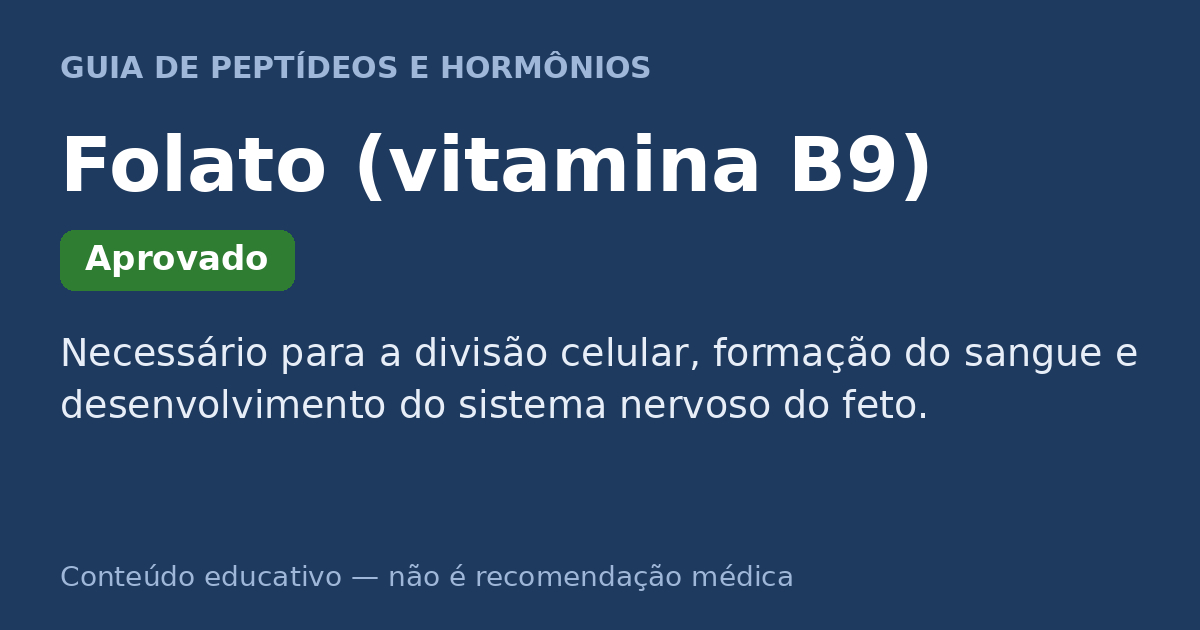 GUIA DE PEPTÍDEOS E HORMÔNIOS
Folato (vitamina B9)
Aprovado
Necessário para a divisão celular, formação do sangue e
desenvolvimento do sistema nervoso do feto.
Conteúdo educativo — não é recomendação médica